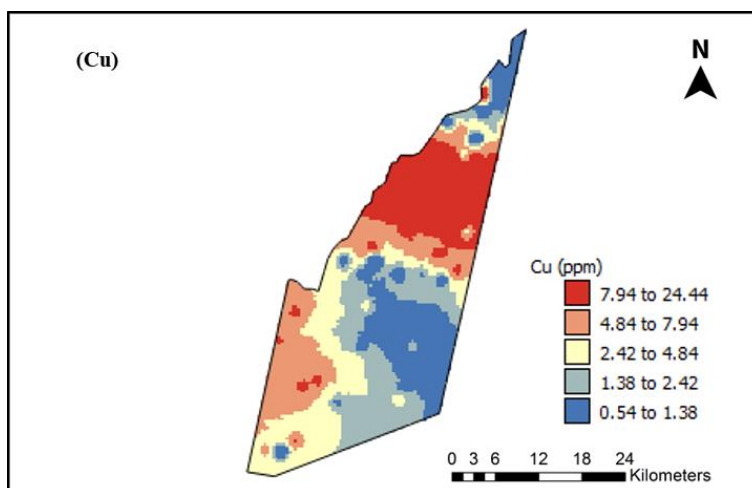 (Cu)
N
Cu (ppm)
7.94 to 24.44
4.84 to 7.94
2.42 to 4.84
1.38 to 2.42
0.54 to 1.38
0 3 6 12 18 24
Kilometers